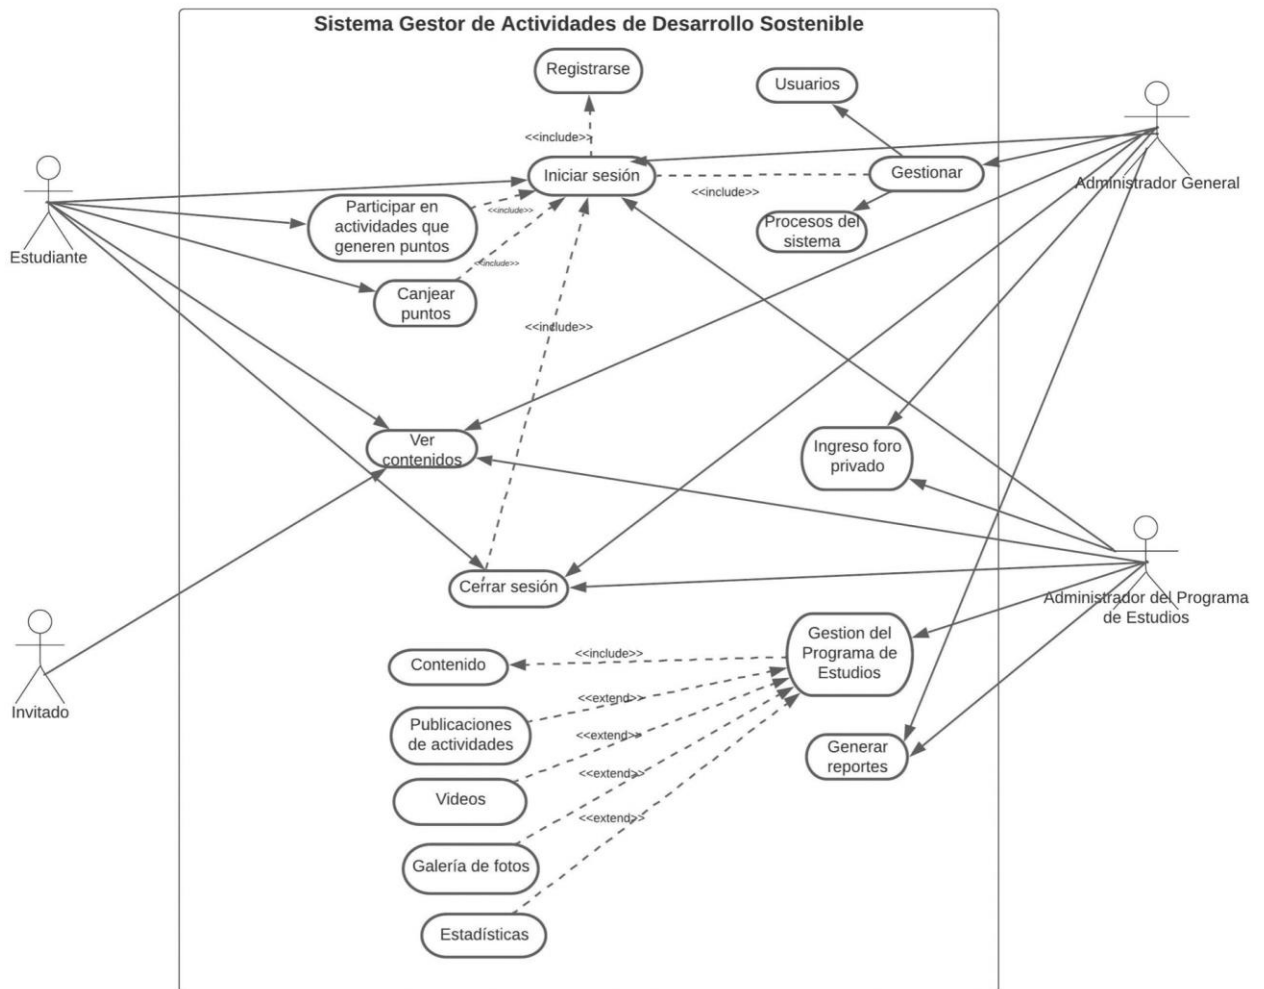 Sistema Gestor de Actividades de Desarrollo Sostenible
Registrarse
Usuarios
<<include>>
Iniciar sesión
Gestionar
<<include>>
Administrador General
Participar en
actividades que
generen puntos
<<include>>
Procesos del
sistema
Estudiante
<<include>>
Canjear
puntos
<<include>>
Ver
contenidos
Ingreso foro
privado
Cerrar sesión
Administrador del Programa
de Estudios
Gestion del
Programa de
Estudios
<<include>>
Contenido
Invitado
<<extend>>
Publicaciones
de actividades
<<extend>>
Generar
reportes
<<extend>>
Videos
<<extend>>
Galería de fotos
Estadísticas